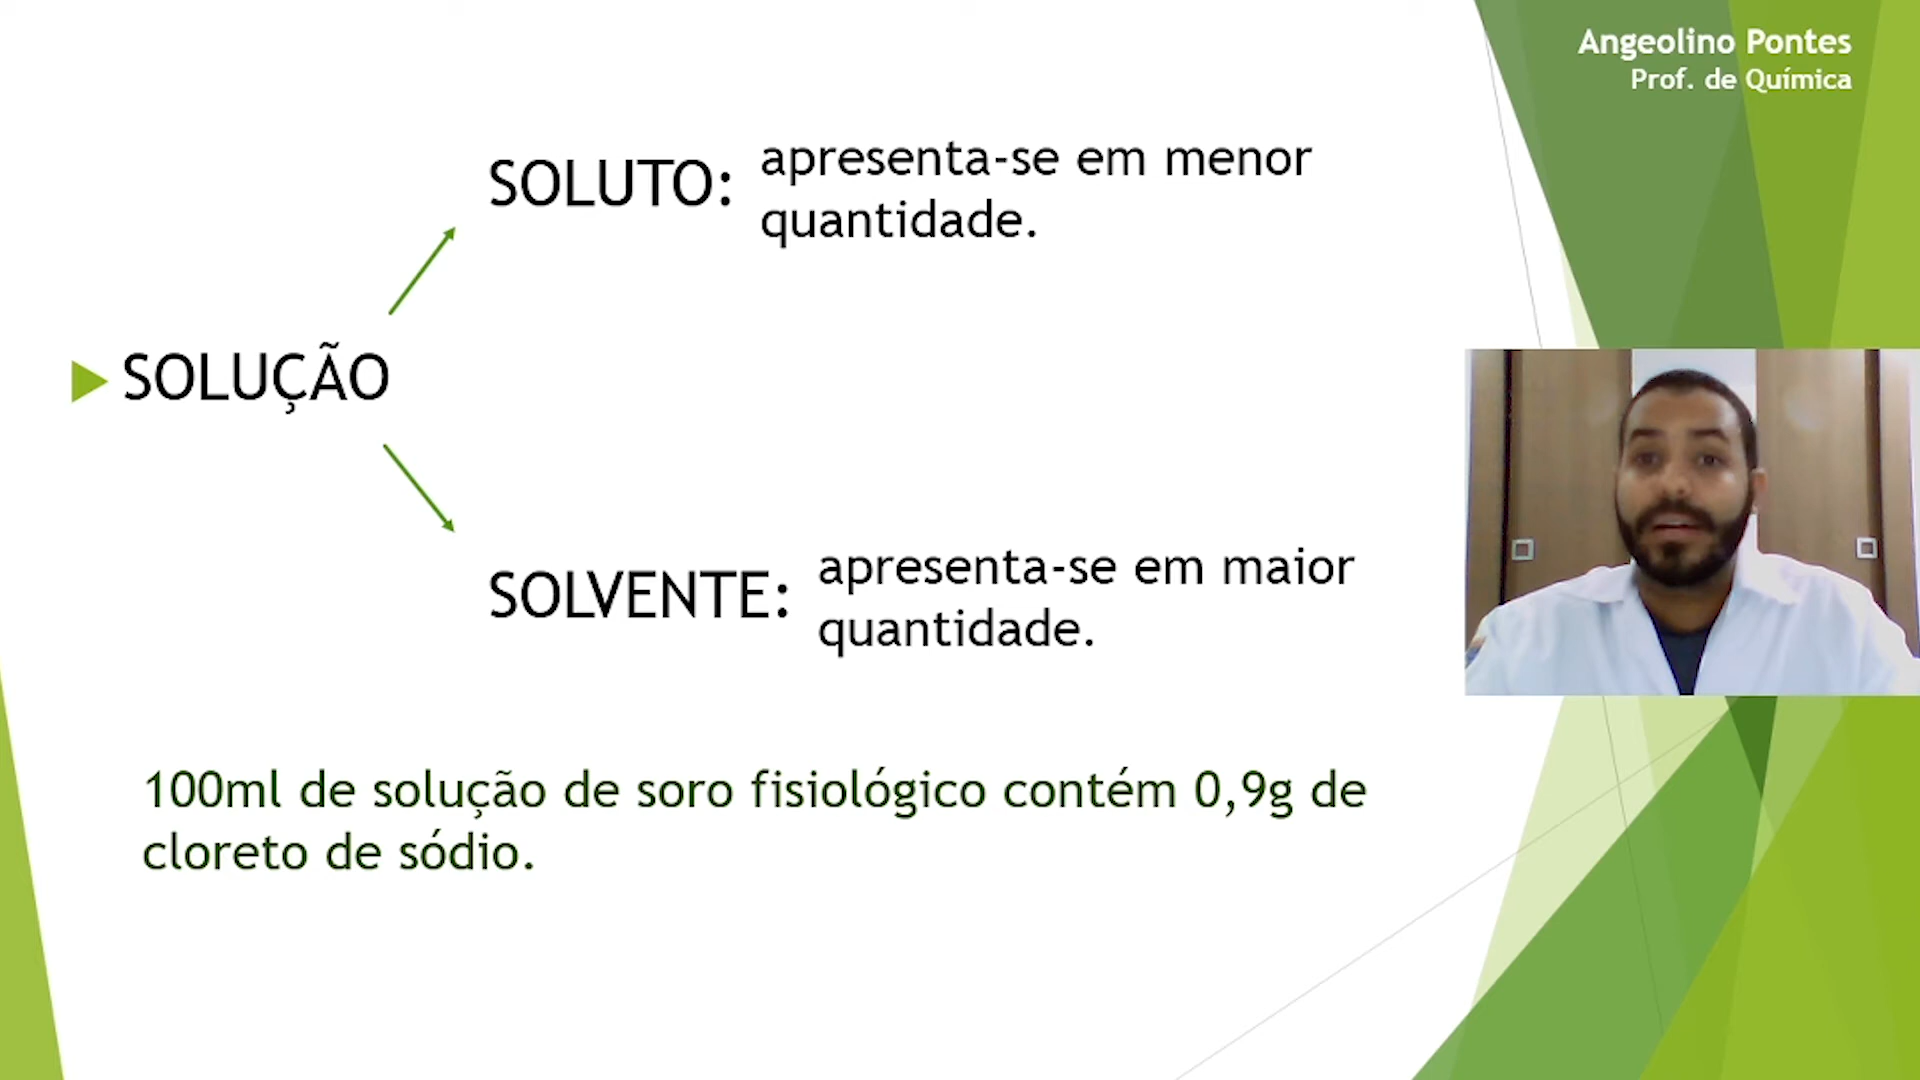 Angeolino Pontes
Prof. de Química
SOLUTO:
apresenta-se em menor
quantidade.
SOLUÇÃO
SOLVENTE:
apresenta-se em maior
quantidade.
100ml de solução de soro fisiológico contém 0,9g de
cloreto de sódio.